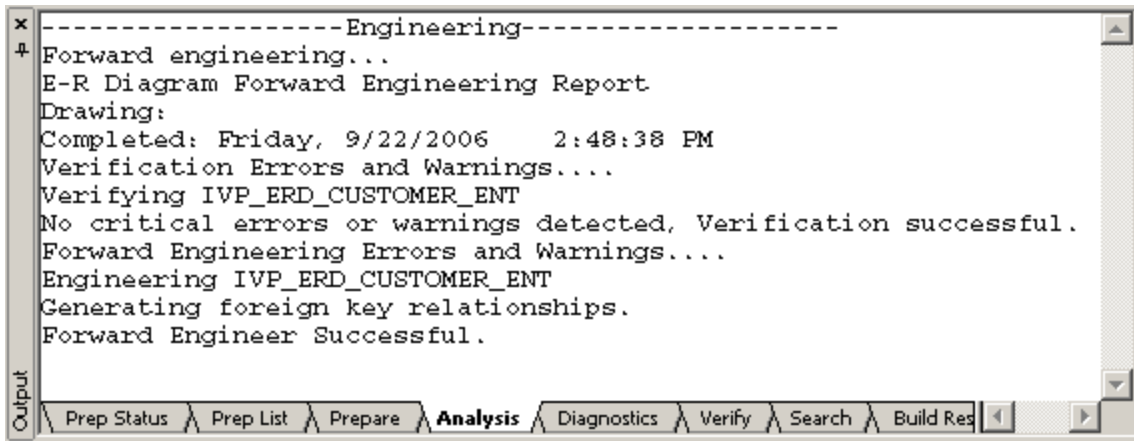 -------------------Engineering--------------------
Forward engineering...
E-R Diagram Forward Engineering Report
Drawing:
Completed: Friday, 9/22/2006    2:48:38 PM
Verification Errors and Warnings....
Verifying IVP_ERD_CUSTOMER_ENT
No critical errors or warnings detected, Verification successful.
Forward Engineering Errors and Warnings....
Engineering IVP_ERD_CUSTOMER_ENT
Generating foreign key relationships.
Forward Engineer Successful.
Output
Prep Status Prep List Prepare Analysis Diagnostics Verify Search Build Res